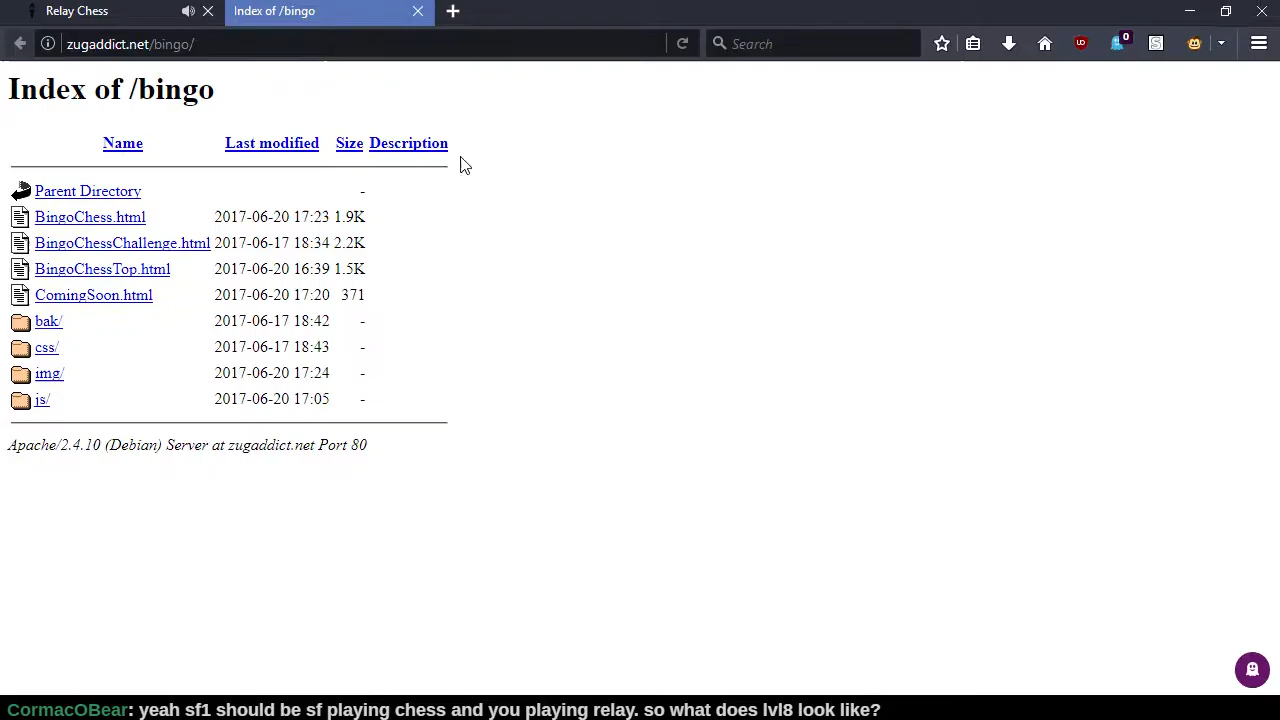 Relay Chess
Index of /bingo
zugaddict.net/bingo/
Search
0
Index of /bingo
Name Last modified Size Description
Parent Directory -
BingoChess.html 2017-06-20 17:23 1.9K
BingoChessChallenge.html 2017-06-17 18:34 2.2K
BingoChessTop.html 2017-06-20 16:39 1.5K
ComingSoon.html 2017-06-20 17:20 371
bak/ 2017-06-17 18:42 -
css/ 2017-06-17 18:43 -
img/ 2017-06-20 17:24 -
js/ 2017-06-20 17:05 -
Apache/2.4.10 (Debian) Server at zugaddict.net Port 80
CormacOBear: yeah sf1 should be sf playing chess and you playing relay. so what does lvl8 look like?